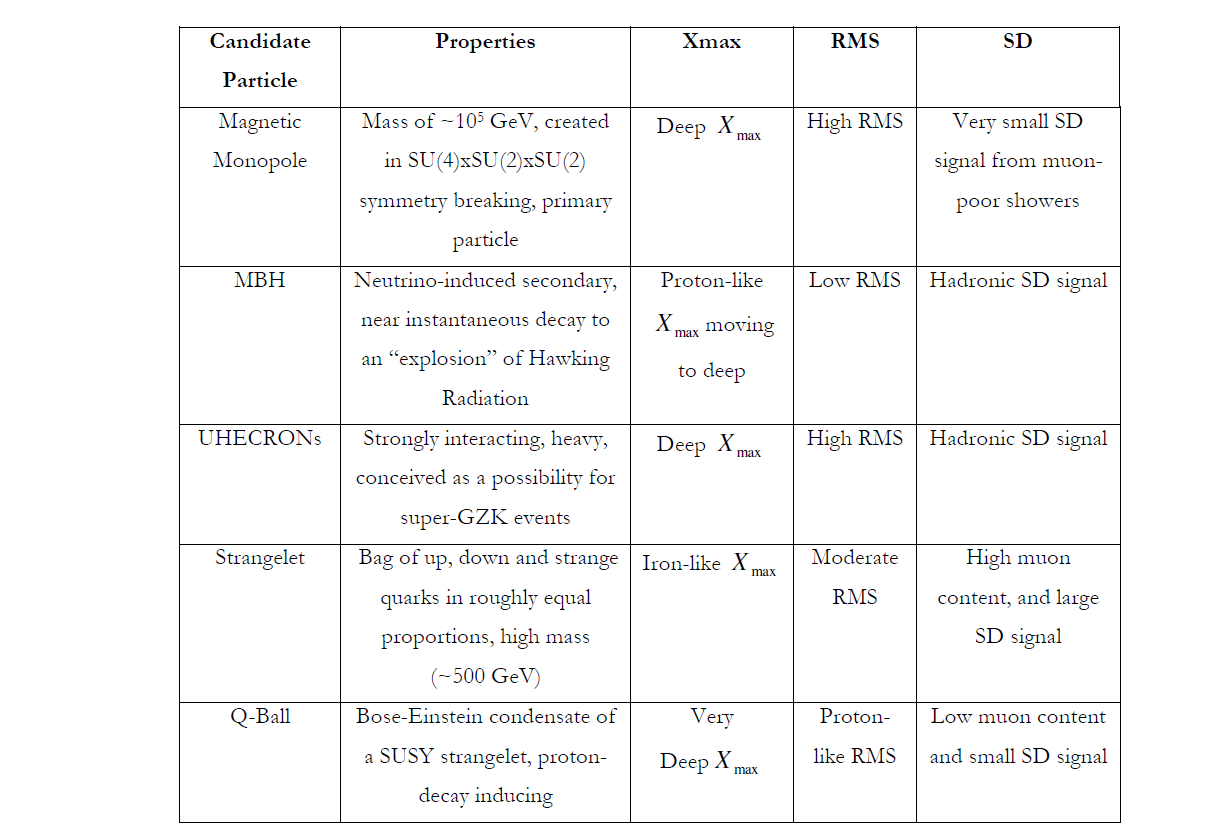 Candidate
Particle
Properties
Xmax
RMS
SD
Magnetic
Monopole
Mass of ~10⁵ GeV, created
in SU(4)xSU(2)xSU(2)
symmetry breaking, primary
particle
Deep X max
High RMS
Very small SD
signal from muon-
poor showers
MBH
Neutrino-induced secondary,
near instantaneous decay to
an “explosion” of Hawking
Radiation
Proton-like
X max moving
to deep
Low RMS
Hadronic SD signal
UHECRONs
Strongly interacting, heavy,
conceived as a possibility for
super-GZK events
Deep X max
High RMS
Hadronic SD signal
Strangelet
Bag of up, down and strange
quarks in roughly equal
proportions, high mass
(~500 GeV)
Iron-like X max
Moderate
RMS
High muon
content, and large
SD signal
Q-Ball
Bose-Einstein condensate of
a SUSY strangelet, proton-
decay inducing
Very
Deep X max
Proton-
like RMS
Low muon content
and small SD signal